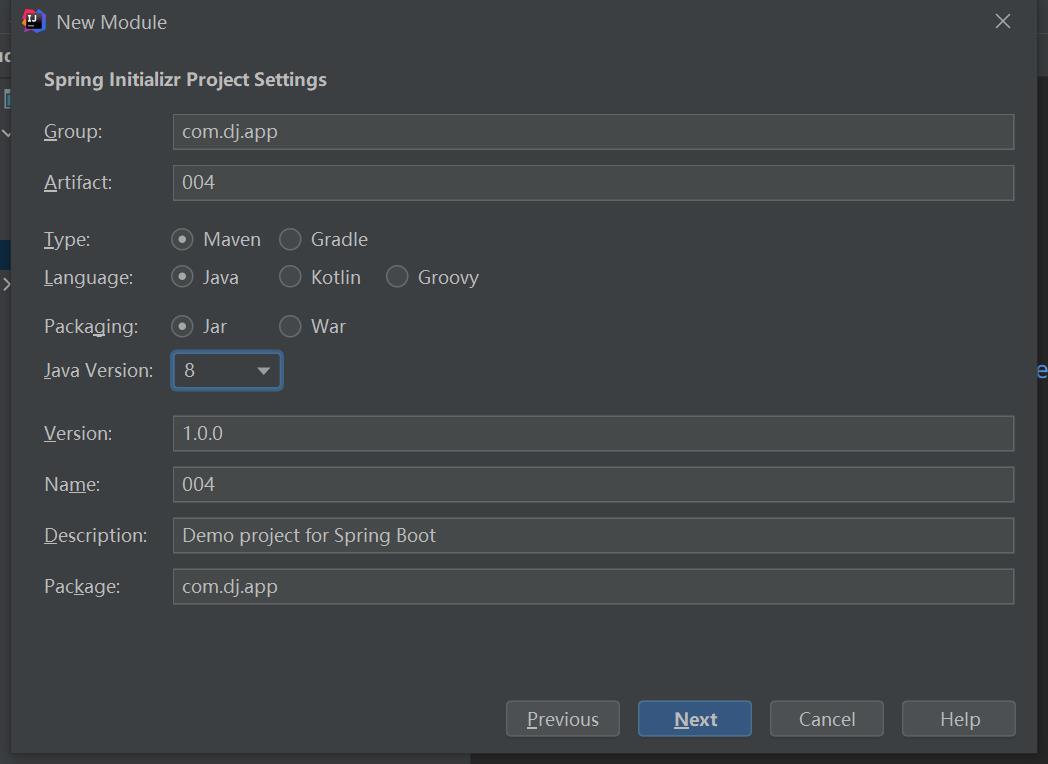 New Module
Spring Initializr Project Settings
Group: com.dj.app
Artifact: 004
Type: Maven Gradle
Language: Java Kotlin Groovy
Packaging: Jar War
Java Version: 8
Version: 1.0.0
Name: 004
Description: Demo project for Spring Boot
Package: com.dj.app
Previous Next Cancel Help